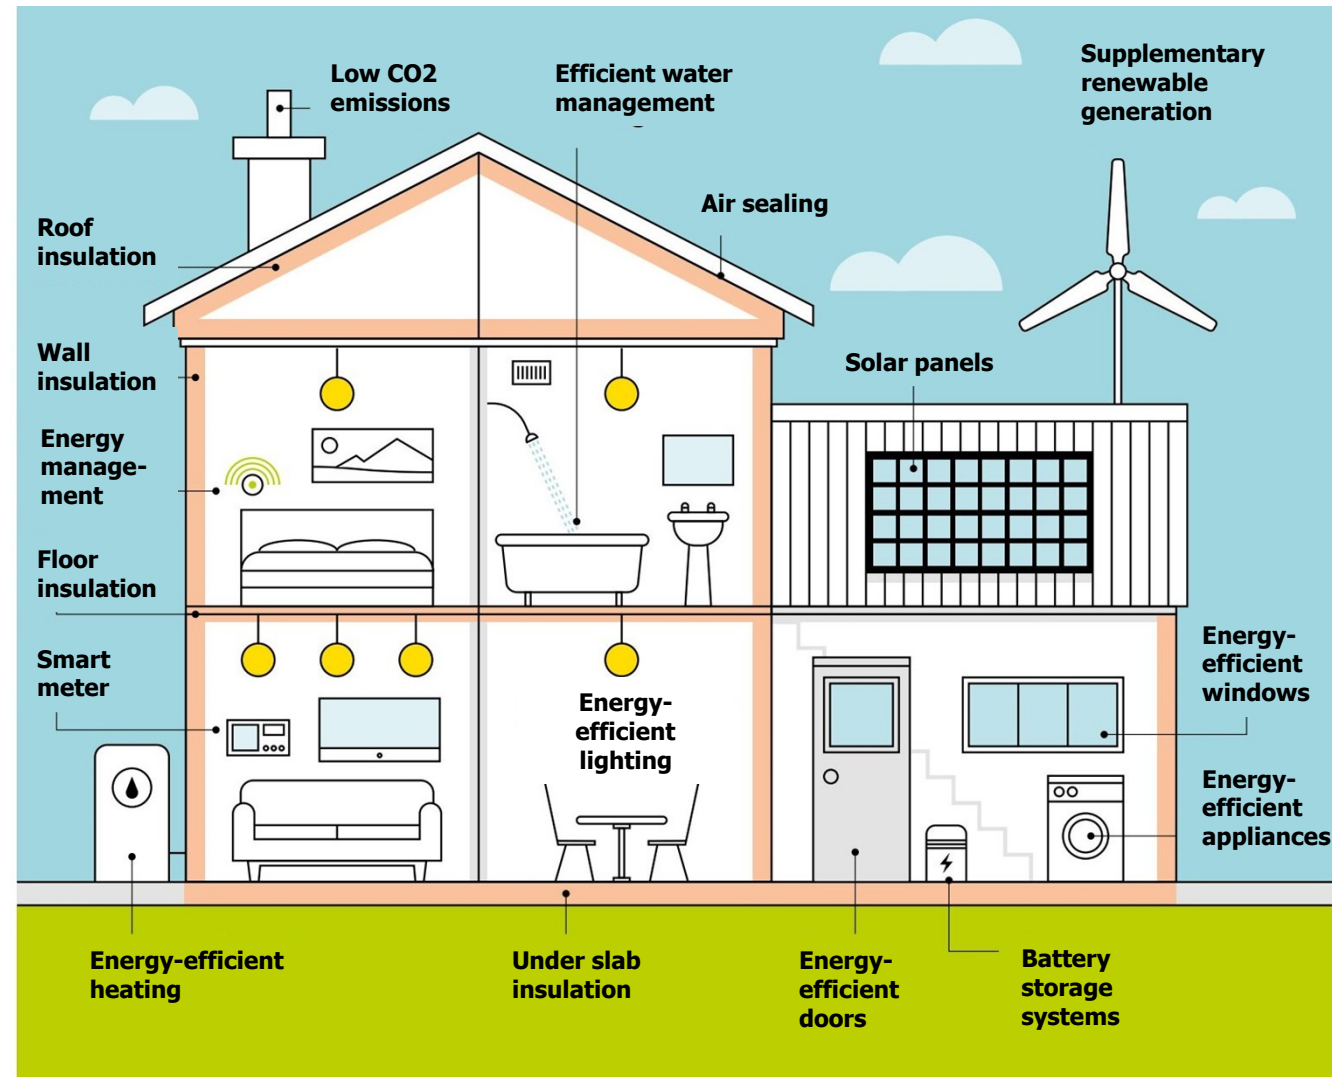 Low CO2
emissions
Efficient water
management
Supplementary
renewable
generation
Air sealing
Roof
insulation
Wall
insulation
Solar panels
Energy
manage-
ment
Floor
insulation
Smart
meter
Energy-
efficient
windows
Energy-
efficient
lighting
Energy-
efficient
appliances
Energy-efficient
heating
Under slab
insulation
Energy-
efficient
doors
Battery
storage
systems